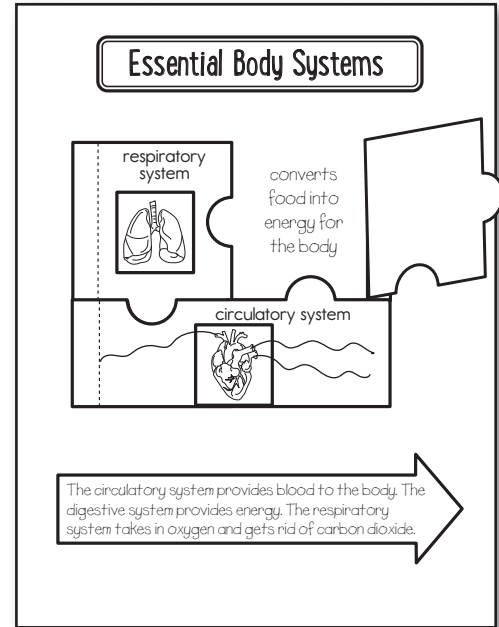 Essential Body Systems
respiratory
system
converts
food into
energy for
the body
circulatory system
The circulatory system provides blood to the body. The
digestive system provides energy. The respiratory
system takes in oxygen and gets rid of carbon dioxide.